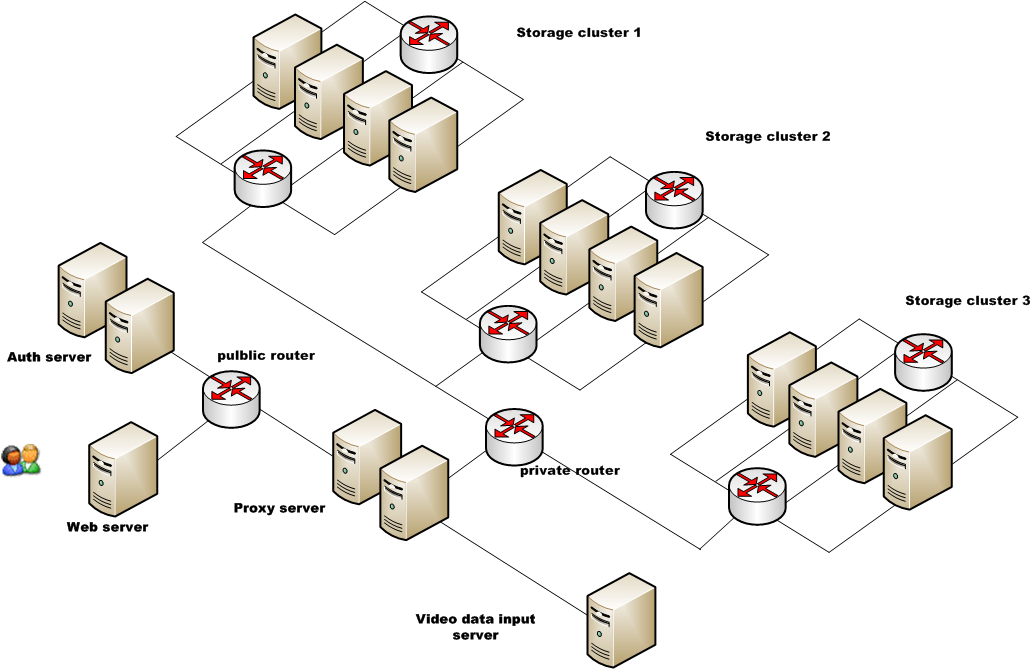 Storage cluster 1
Storage cluster 2
Storage cluster 3
Auth server
pulblic router
private router
Proxy server
Web server
Video data input
server